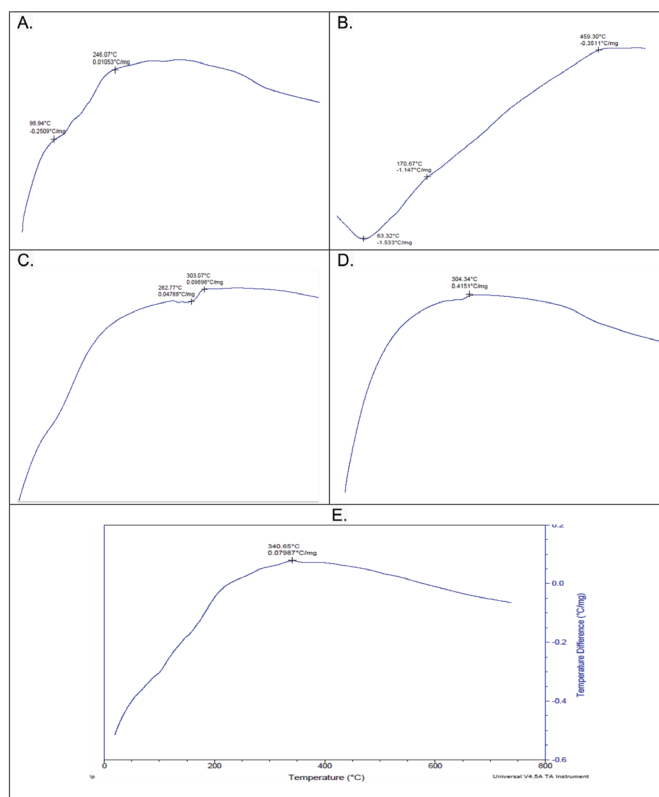 A.
246.07°C
0.01053°C/mg
98.94°C
-0.2509°C/mg
B.
459.30°C
-0.3511°C/mg
170.67°C
-1.147°C/mg
63.32°C
-1.533°C/mg
C.
303.07°C
0.09898°C/mg
282.77°C
0.04788°C/mg
D.
304.34°C
0.4151°C/mg
E.
340.65°C
0.07987°C/mg
0.2
0.0
-0.2
-0.4
-0.6
Temperature Difference (°C/mg)
0
200
400
600
800
Temperature (°C)
Universal V4.5A TA Instrument